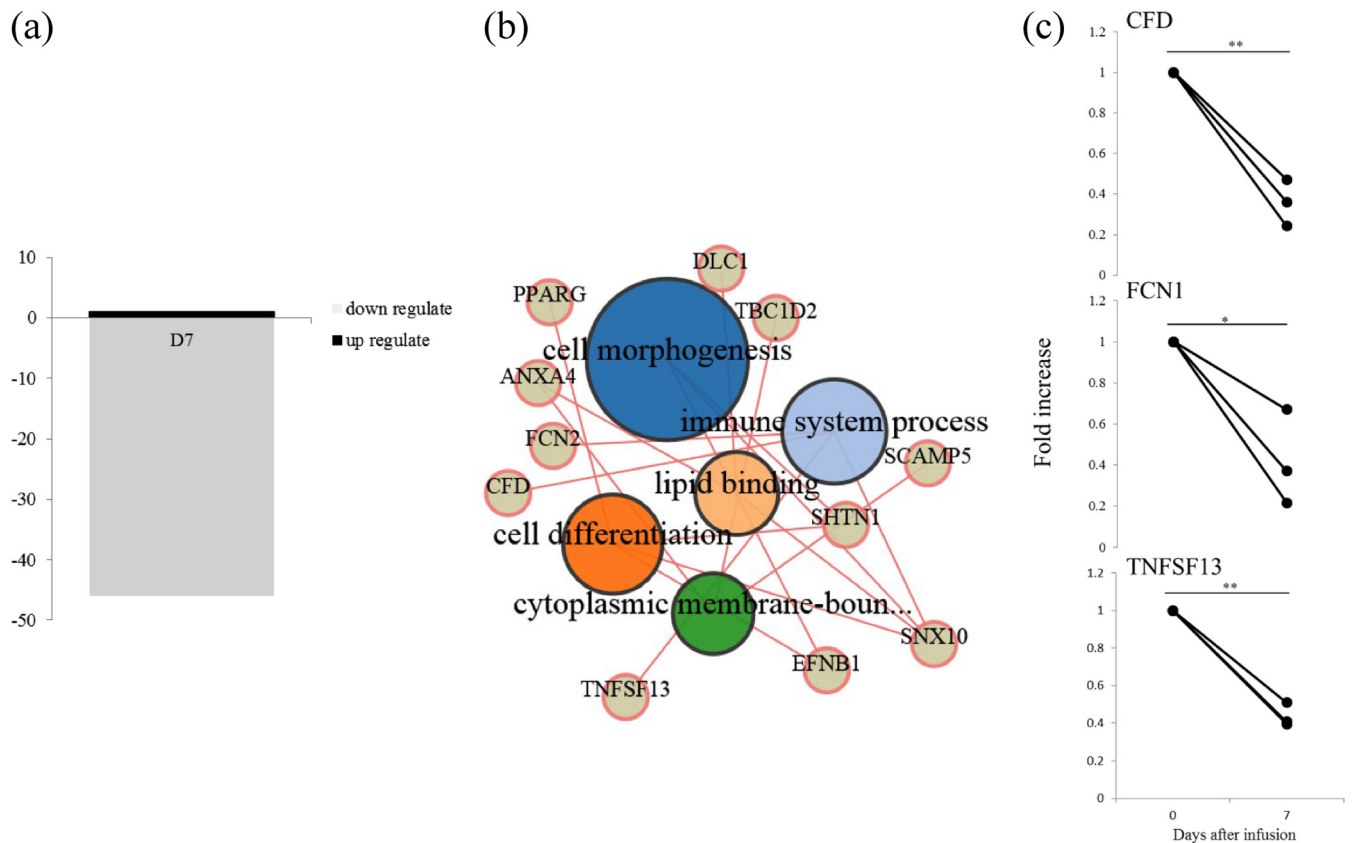 (a)
(b)
(c)
10
0
-10
-20
-30
-40
-50
D7
down regulate
up regulate
DLC1
PPARG
TBC1D2
cell morphogenesis
ANXA4
immune system process
FCN2
SCAMP5
CFD
lipid binding
SHTN1
cell differentiation
cytoplasmic membrane-boun...
SNX10
EFNB1
TNFSF13
CFD
1.2
**
1
0.8
0.6
0.4
0.2
0
FCN1
1.2
*
1
0.8
0.6
0.4
0.2
0
Fold increase
TNFSF13
1.2
**
1
0.8
0.6
0.4
0.2
0
0
7
Days after infusion